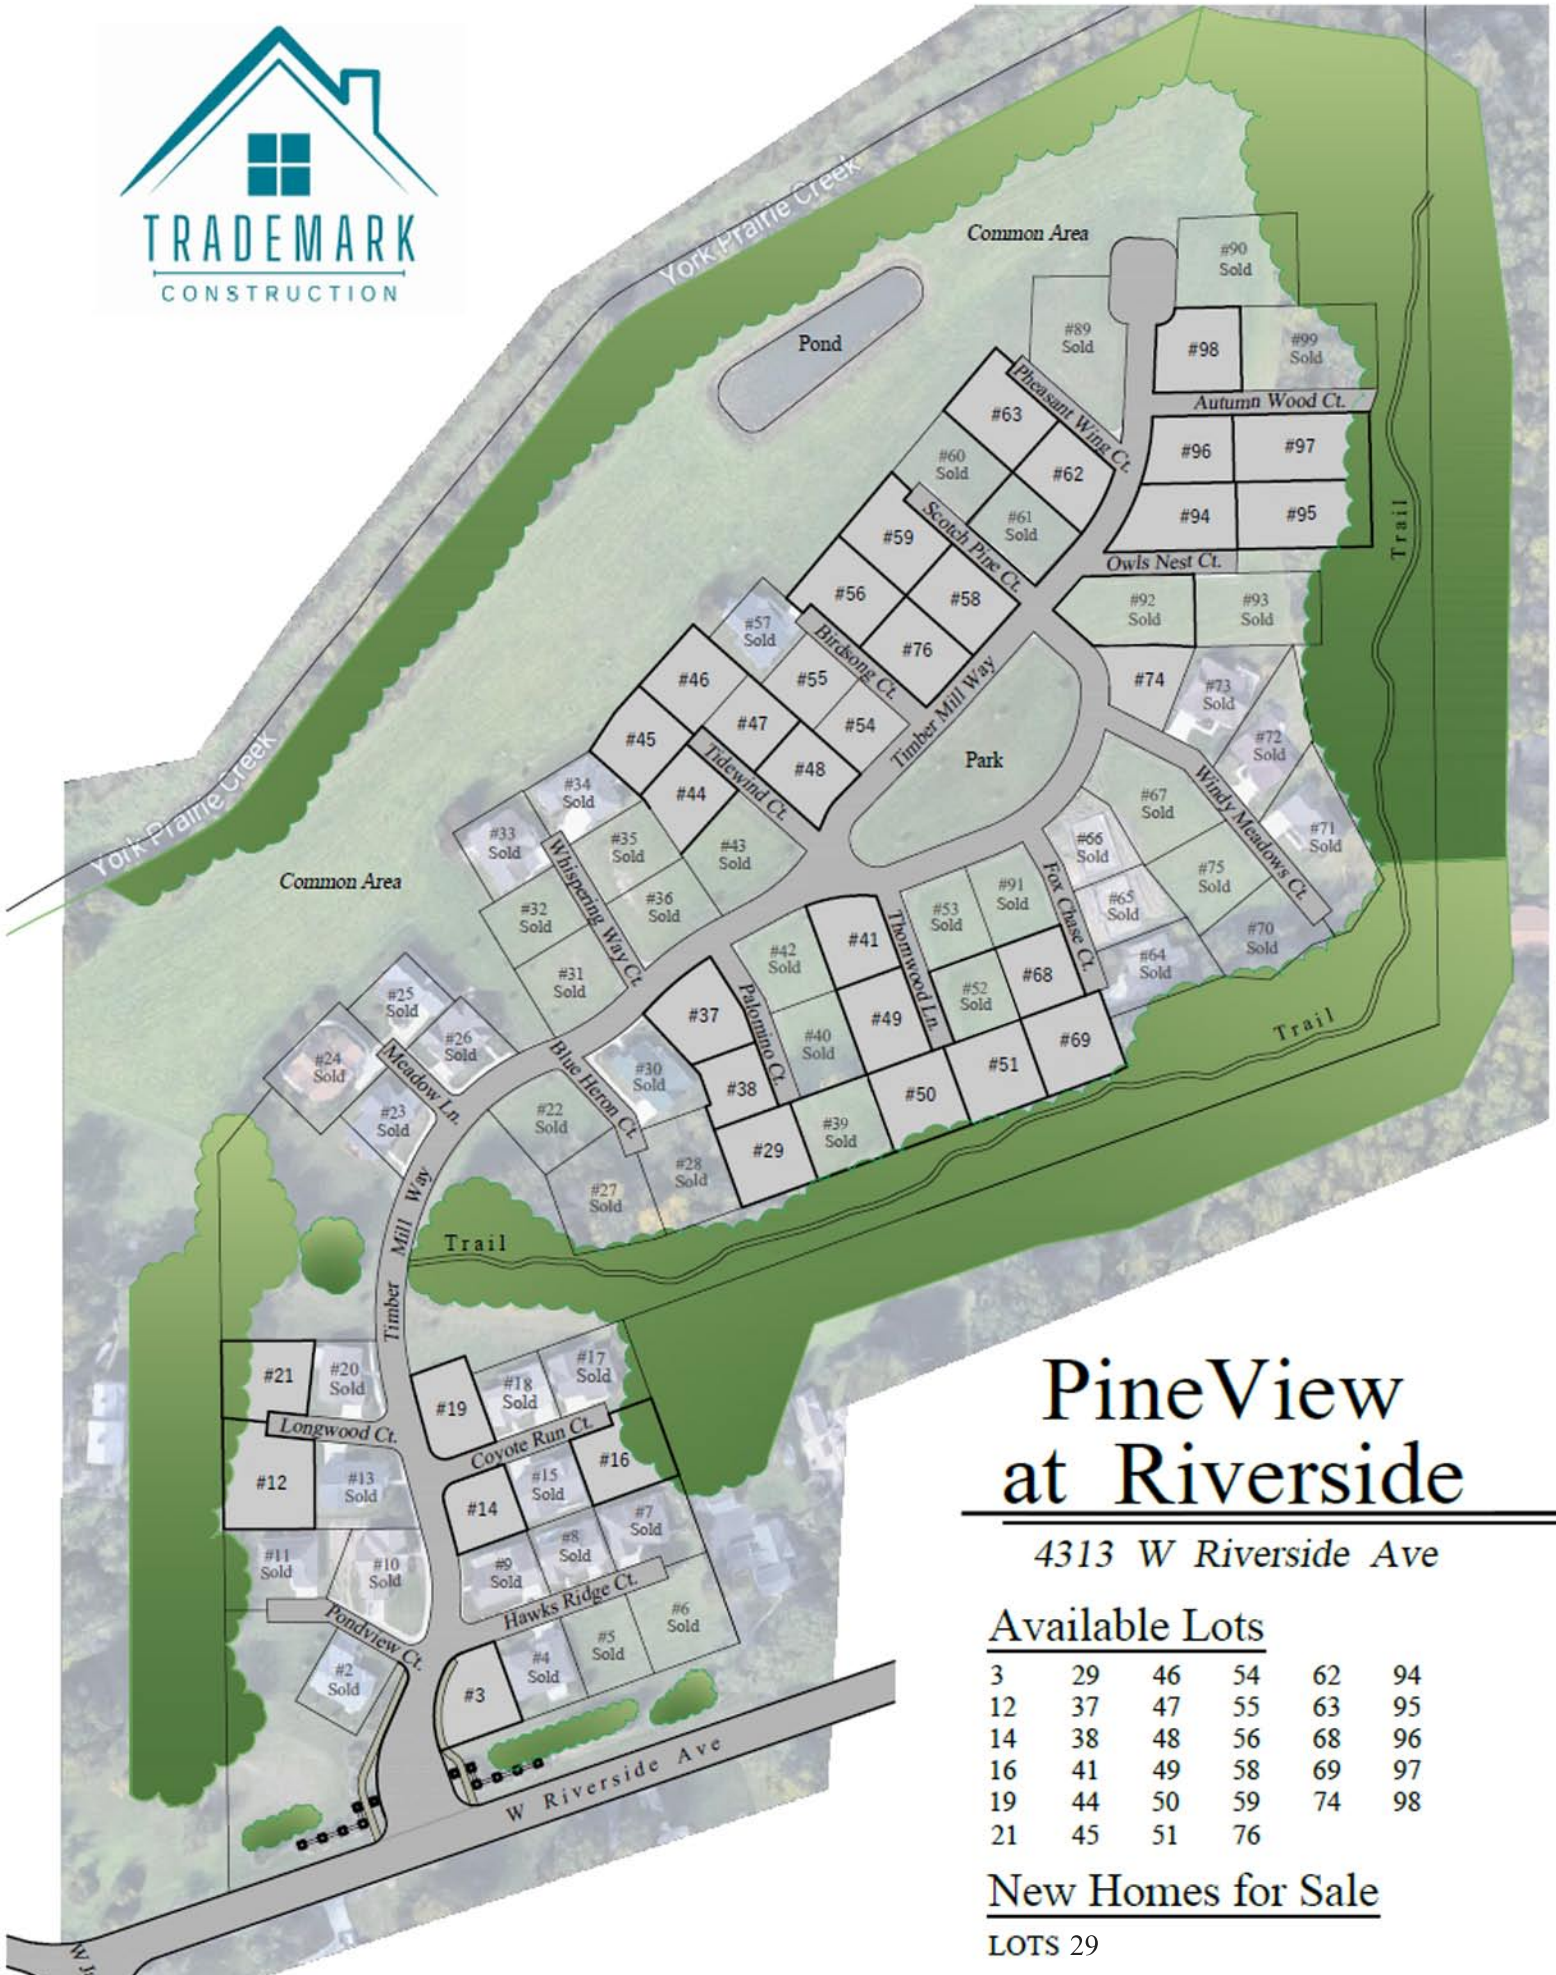 TRADEMARK
CONSTRUCTION
York Prairie Creek
Common Area
#90
Sold
Pond
#89
Sold
#98
#99
Sold
Pheasant Wing Ct.
Autumn Wood Ct.
#63
#60
Sold
#62
#96
#97
#61
Sold
#94
#95
Scotch Pine Ct.
#59
Trail
Owls Nest Ct.
#56
#58
#92
Sold
#93
Sold
#57
Sold
Birdsong Ct.
#76
#46
#55
#74
#73
Sold
#47
#54
Timber Mill Way
#45
#72
Sold
Park
#48
Tidewind Ct.
#34
Sold
#44
#67
Sold
Windy Meadows Ct.
York Prairie Creek
#33
Sold
#35
Sold
#43
Sold
#66
Sold
#71
Sold
Common Area
Whispering Way Ct.
#36
Sold
#75
Sold
#91
Sold
Fox Chase Ct.
#32
Sold
#53
Sold
#65
Sold
#41
Thornwood Ln.
#42
Sold
#70
Sold
#64
Sold
#31
Sold
#68
#52
Sold
#25
Sold
#37
Palomino Ct.
#49
Trail
#26
Sold
#40
Sold
#69
#24
Sold
Meadow Ln.
Blue Heron Ct.
#30
Sold
#51
#38
#50
#23
Sold
#22
Sold
#39
Sold
#29
#28
Sold
#27
Sold
Timber Mill Way
Trail
#21
#20
Sold
#17
Sold
#18
Sold
#19
Longwood Ct.
Coyote Run Ct.
#16
#12
#13
Sold
#15
Sold
#14
#7
Sold
#8
Sold
#11
Sold
#10
Sold
#9
Sold
Hawks Ridge Ct.
Pondview Ct.
#6
Sold
#5
Sold
#4
Sold
#2
Sold
#3
W Riverside Ave
PineView
at Riverside
4313 W Riverside Ave
Available Lots
3 29 46 54 62 94
12 37 47 55 63 95
14 38 48 56 68 96
16 41 49 58 69 97
19 44 50 59 74 98
21 45 51 76
New Homes for Sale
LOTS 29